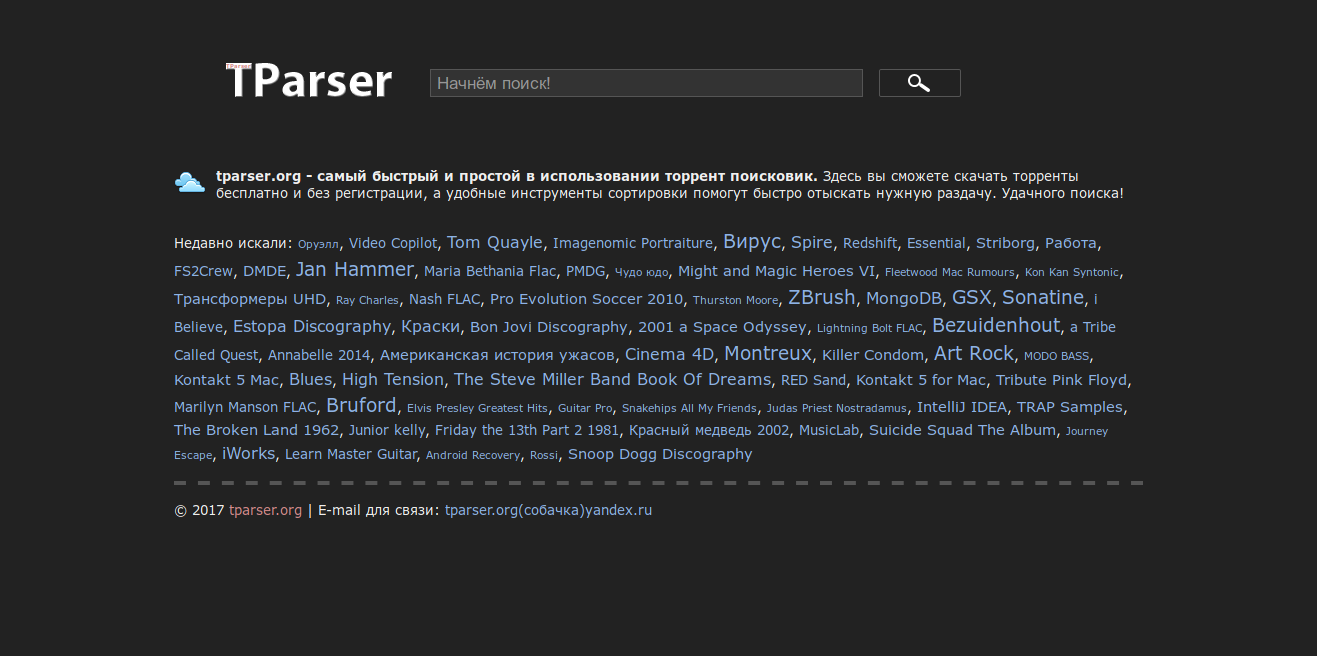 TParser
TParser
Начнём поиск!
tparser.org - самый быстрый и простой в использовании торрент поисковик. Здесь вы сможете скачать торренты
бесплатно и без регистрации, а удобные инструменты сортировки помогут быстро отыскать нужную раздачу. Удачного поиска!
Недавно искали: Оруэлл, Video Copilot, Tom Quayle, Imagenomic Portraiture, Вирус, Spire, Redshift, Essential, Striborg, Работа,
FS2Crew, DMDE, Jan Hammer, Maria Bethania Flac, PMDG, Чудо юдо, Might and Magic Heroes VI, Fleetwood Mac Rumours, Kon Kan Syntonic,
Трансформеры UHD, Ray Charles, Nash FLAC, Pro Evolution Soccer 2010, Thurston Moore, ZBrush, MongoDB, GSX, Sonatine, i
Believe, Estopa Discography, Краски, Bon Jovi Discography, 2001 a Space Odyssey, Lightning Bolt FLAC, Bezuidenhout, a Tribe
Called Quest, Annabelle 2014, Американская история ужасов, Cinema 4D, Montreux, Killer Condom, Art Rock, MODO BASS,
Kontakt 5 Mac, Blues, High Tension, The Steve Miller Band Book Of Dreams, RED Sand, Kontakt 5 for Mac, Tribute Pink Floyd,
Marilyn Manson FLAC, Bruford, Elvis Presley Greatest Hits, Guitar Pro, Snakehips All My Friends, Judas Priest Nostradamus, IntelliJ IDEA, TRAP Samples,
The Broken Land 1962, Junior kelly, Friday the 13th Part 2 1981, Красный медведь 2002, MusicLab, Suicide Squad The Album, Journey
Escape, iWorks, Learn Master Guitar, Android Recovery, Rossi, Snoop Dogg Discography
© 2017 tparser.org | E-mail для связи: tparser.org(собачка)yandex.ru